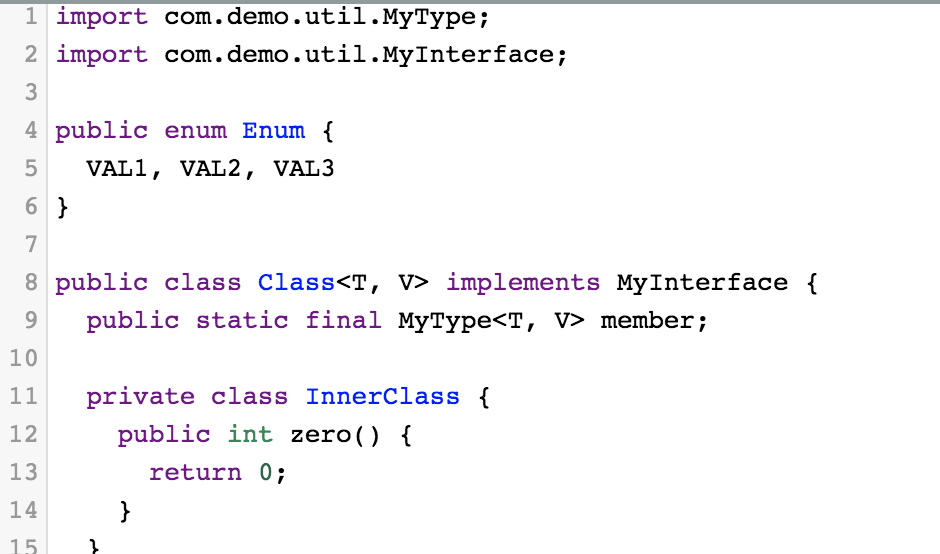 1 import com.demo.util.MyType;
2 import com.demo.util.MyInterface;
3
4 public enum Enum {
5   VAL1, VAL2, VAL3
6 }
7
8 public class Class<T, V> implements MyInterface {
9   public static final MyType<T, V> member;
10
11   private class InnerClass {
12     public int zero() {
13       return 0;
14     }
15   }